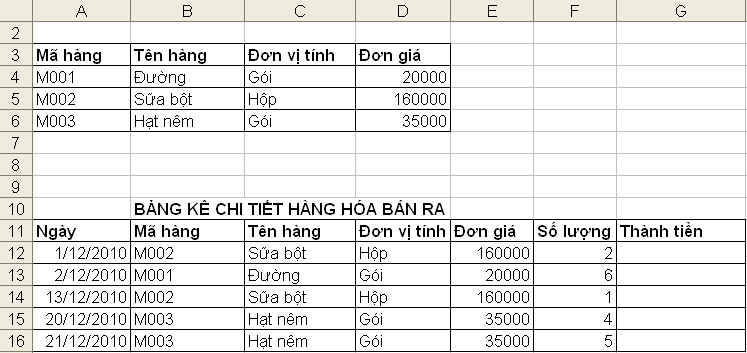 A B C D E F G
2
3 Mã hàng Tên hàng Đơn vị tính Đơn giá
4 M001 Đường Gói 20000
5 M002 Sữa bột Hộp 160000
6 M003 Hạt nêm Gói 35000
7
8
9
10 BẢNG KÊ CHI TIẾT HÀNG HÓA BÁN RA
11 Ngày Mã hàng Tên hàng Đơn vị tính Đơn giá Số lượng Thành tiền
12 1/12/2010 M002 Sữa bột Hộp 160000 2
13 2/12/2010 M001 Đường Gói 20000 6
14 13/12/2010 M002 Sữa bột Hộp 160000 1
15 20/12/2010 M003 Hạt nêm Gói 35000 4
16 21/12/2010 M003 Hạt nêm Gói 35000 5